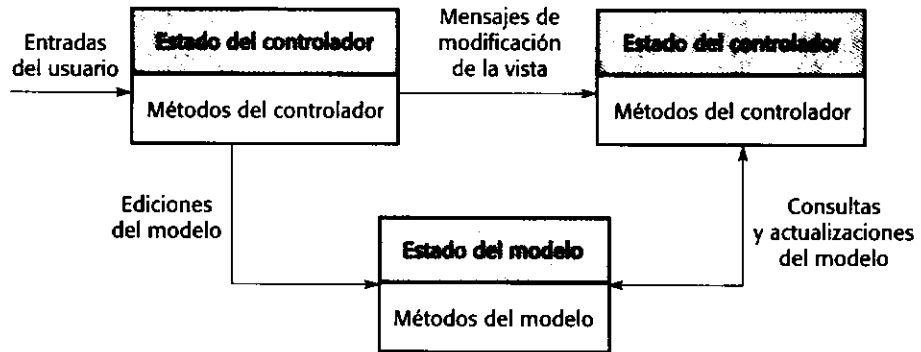 Entradas
del usuario
Estado del controlador
Métodos del controlador
Mensajes de
modificación
de la vista
Estado del controlador
Métodos del controlador
Ediciones
del modelo
Estado del modelo
Métodos del modelo
Consultas
y actualizaciones
del modelo